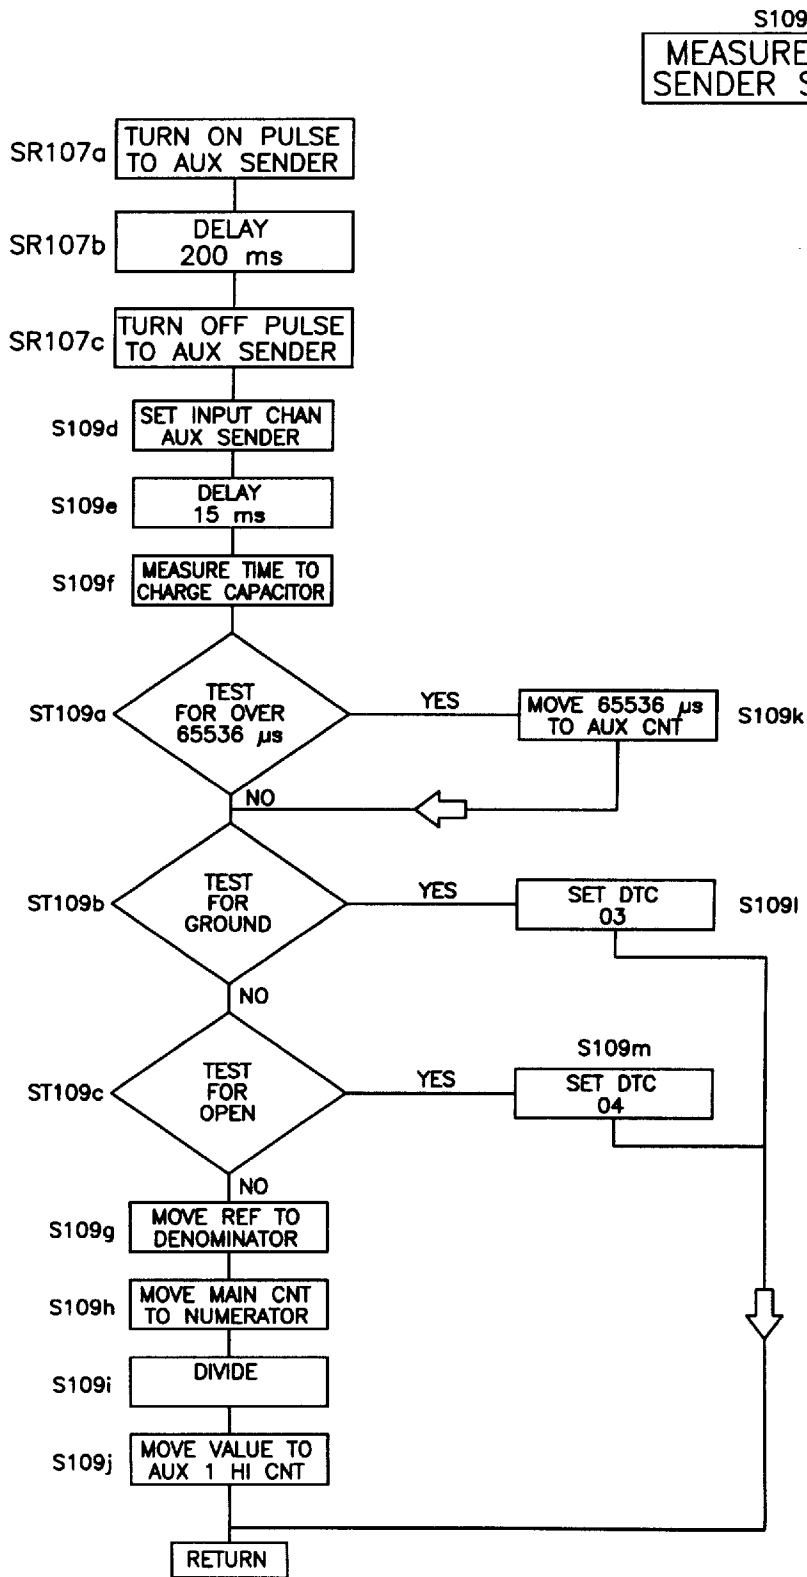 S109
MEASURE
SENDER S
SR107a
TURN ON PULSE
TO AUX SENDER
SR107b
DELAY
200 ms
SR107c
TURN OFF PULSE
TO AUX SENDER
S109d
SET INPUT CHAN
AUX SENDER
S109e
DELAY
15 ms
S109f
MEASURE TIME TO
CHARGE CAPACITOR
ST109a
TEST
FOR OVER
65536 µs
YES
MOVE 65536 µs
TO AUX CNT
S109k
NO
ST109b
TEST
FOR
GROUND
YES
SET DTC
03
S109l
NO
ST109c
TEST
FOR
OPEN
YES
S109m
SET DTC
04
NO
S109g
MOVE REF TO
DENOMINATOR
S109h
MOVE MAIN CNT
TO NUMERATOR
S109i
DIVIDE
S109j
MOVE VALUE TO
AUX 1 HI CNT
RETURN